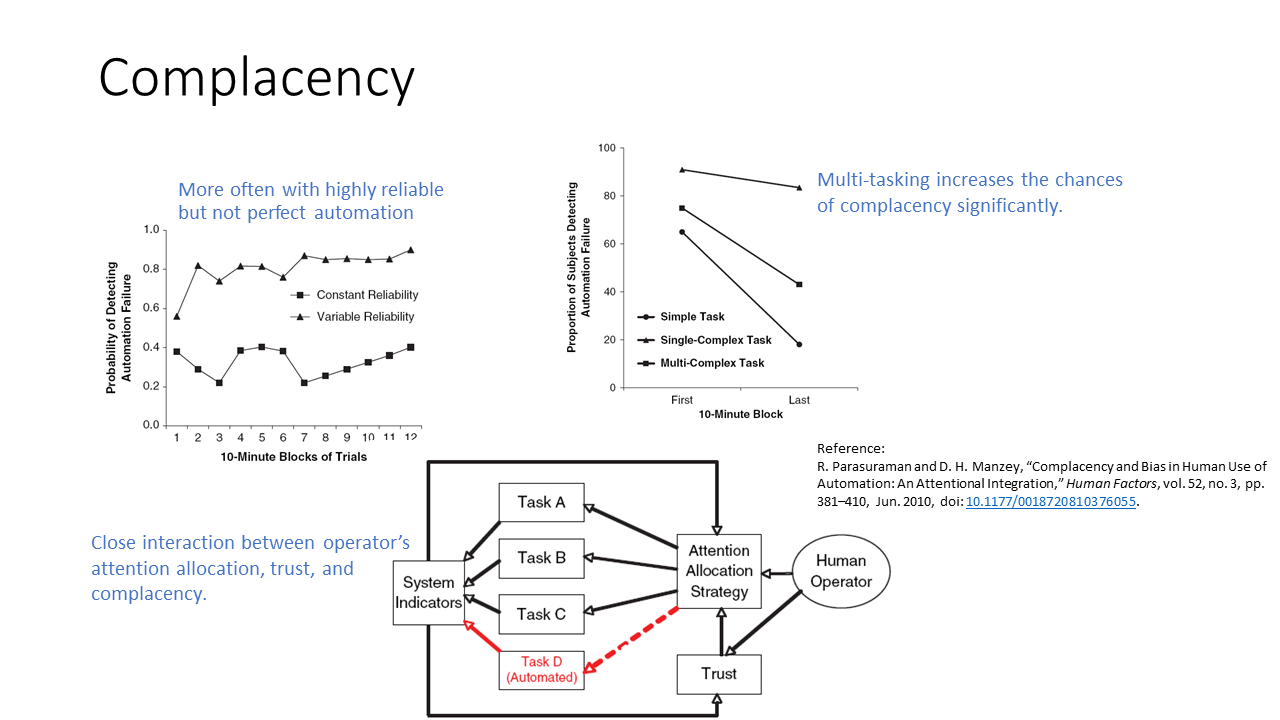 Complacency
More often with highly reliable
but not perfect automation
1.0
0.8
0.6
0.4
0.2
0.0
Probability of Detecting
Automation Failure
Constant Reliability
Variable Reliability
1 2 3 4 5 6 7 8 9 10 11 12
10-Minute Blocks of Trials
100
80
60
40
20
0
Proportion of Subjects Detecting
Automation Failure
Simple Task
Single-Complex Task
Multi-Complex Task
First Last
10-Minute Block
Multi-tasking increases the chances
of complacency significantly.
Reference:
R. Parasuraman and D. H. Manzey, “Complacency and Bias in Human Use of
Automation: An Attentional Integration,” Human Factors, vol. 52, no. 3, pp.
381–410, Jun. 2010, doi: 10.1177/0018720810376055.
Close interaction between operator’s
attention allocation, trust, and
complacency.
System
Indicators
Task A
Task B
Task C
Task D
(Automated)
Attention
Allocation
Strategy
Human
Operator
Trust